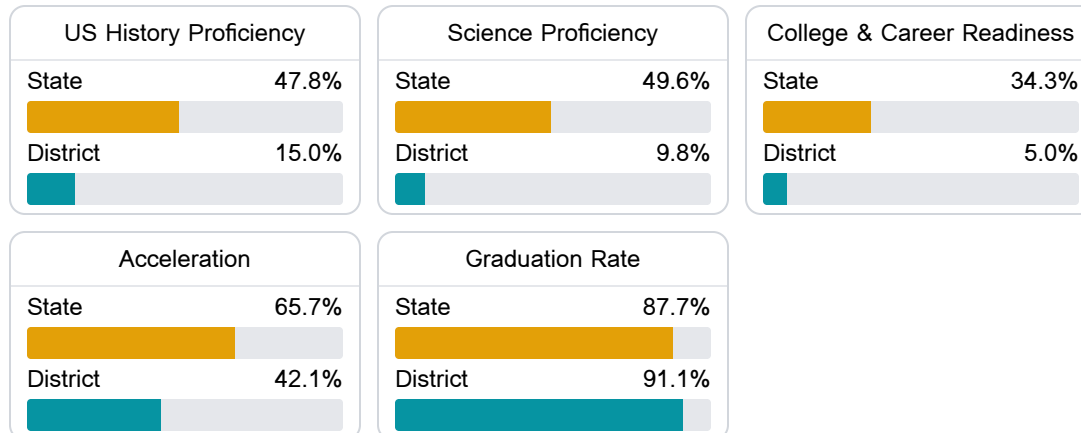 US History Proficiency
State 47.8%
District 15.0%
Science Proficiency
State 49.6%
District 9.8%
College & Career Readiness
State 34.3%
District 5.0%
Acceleration
State 65.7%
District 42.1%
Graduation Rate
State 87.7%
District 91.1%